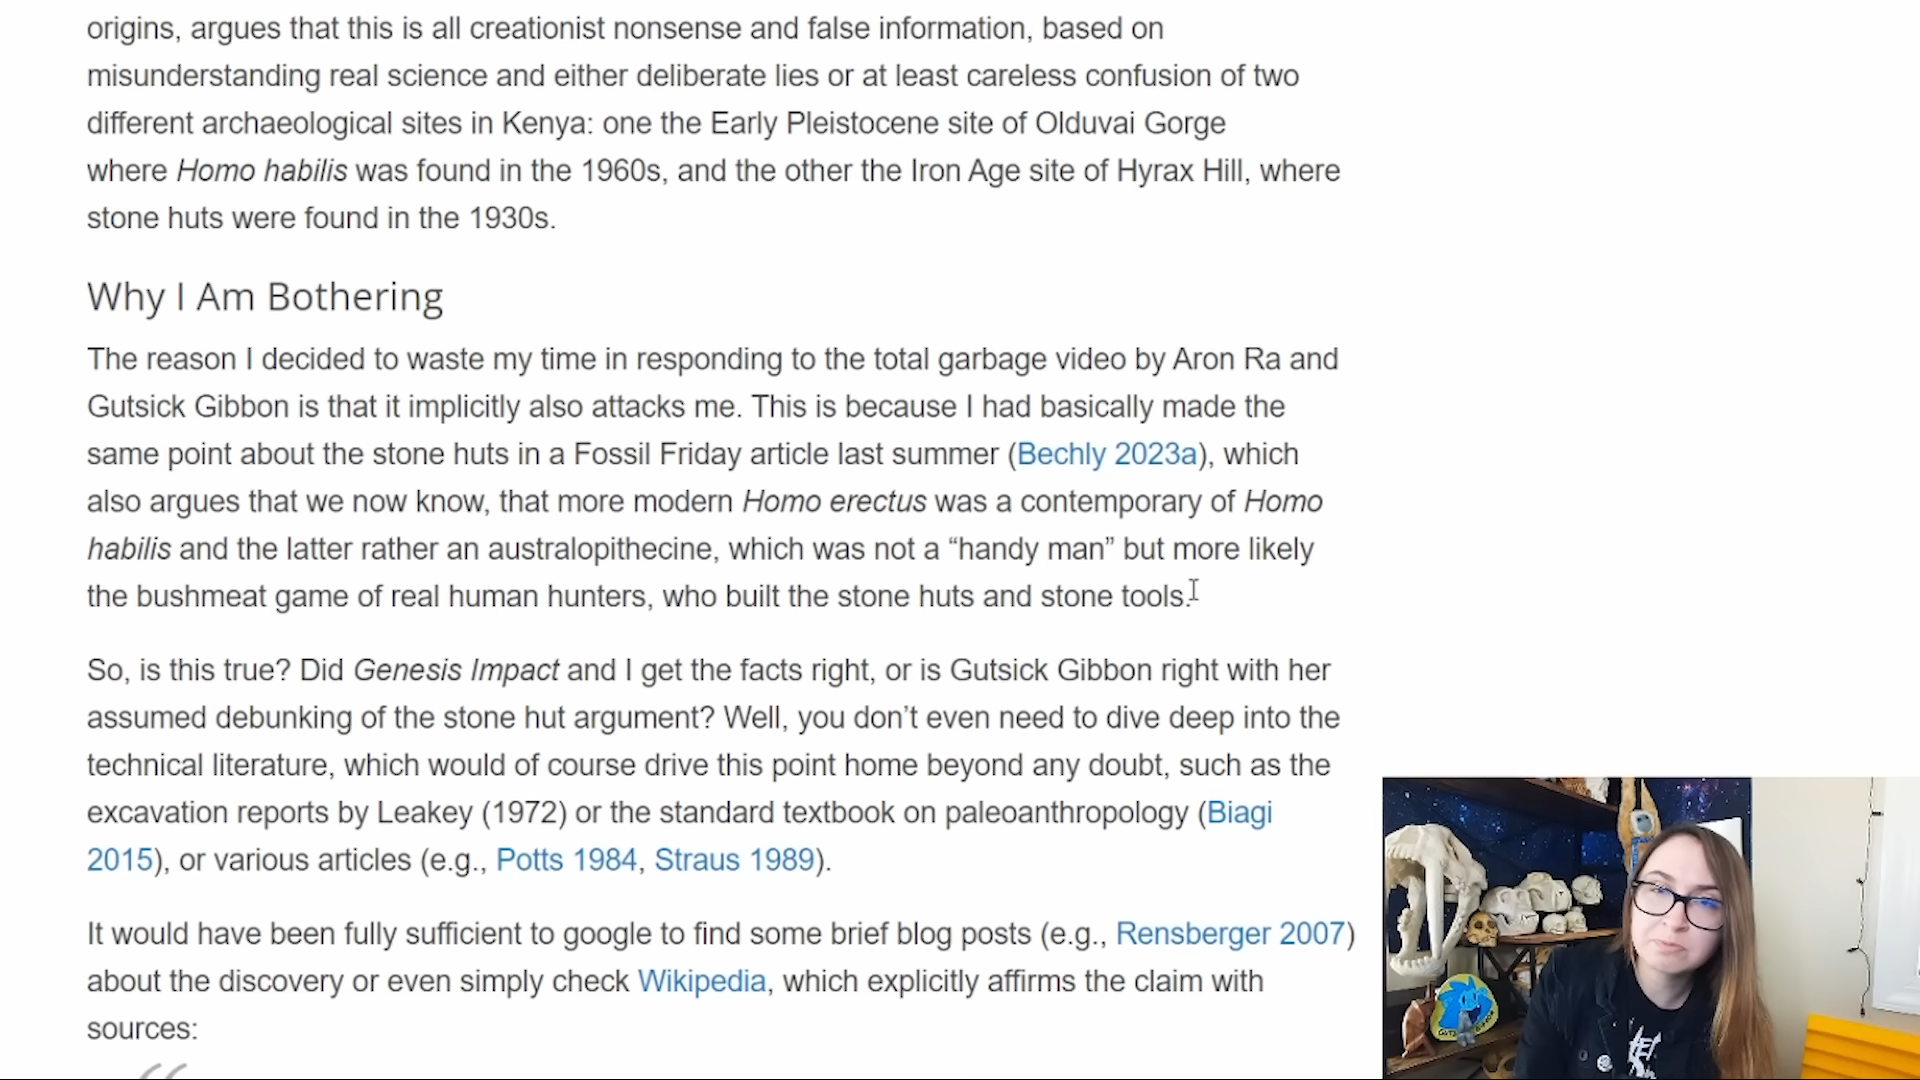 origins, argues that this is all creationist nonsense and false information, based on
misunderstanding real science and either deliberate lies or at least careless confusion of two
different archaeological sites in Kenya: one the Early Pleistocene site of Olduvai Gorge
where Homo habilis was found in the 1960s, and the other the Iron Age site of Hyrax Hill, where
stone huts were found in the 1930s.
Why I Am Bothering
The reason I decided to waste my time in responding to the total garbage video by Aron Ra and
Gutsick Gibbon is that it implicitly also attacks me. This is because I had basically made the
same point about the stone huts in a Fossil Friday article last summer (Bechly 2023a), which
also argues that we now know, that more modern Homo erectus was a contemporary of Homo
habilis and the latter rather an australopithecine, which was not a “handy man” but more likely
the bushmeat game of real human hunters, who built the stone huts and stone tools.
So, is this true? Did Genesis Impact and I get the facts right, or is Gutsick Gibbon right with her
assumed debunking of the stone hut argument? Well, you don’t even need to dive deep into the
technical literature, which would of course drive this point home beyond any doubt, such as the
excavation reports by Leakey (1972) or the standard textbook on paleoanthropology (Biagi
2015), or various articles (e.g., Potts 1984, Straus 1989).
It would have been fully sufficient to google to find some brief blog posts (e.g., Rensberger 2007)
about the discovery or even simply check Wikipedia, which explicitly affirms the claim with
sources:
“